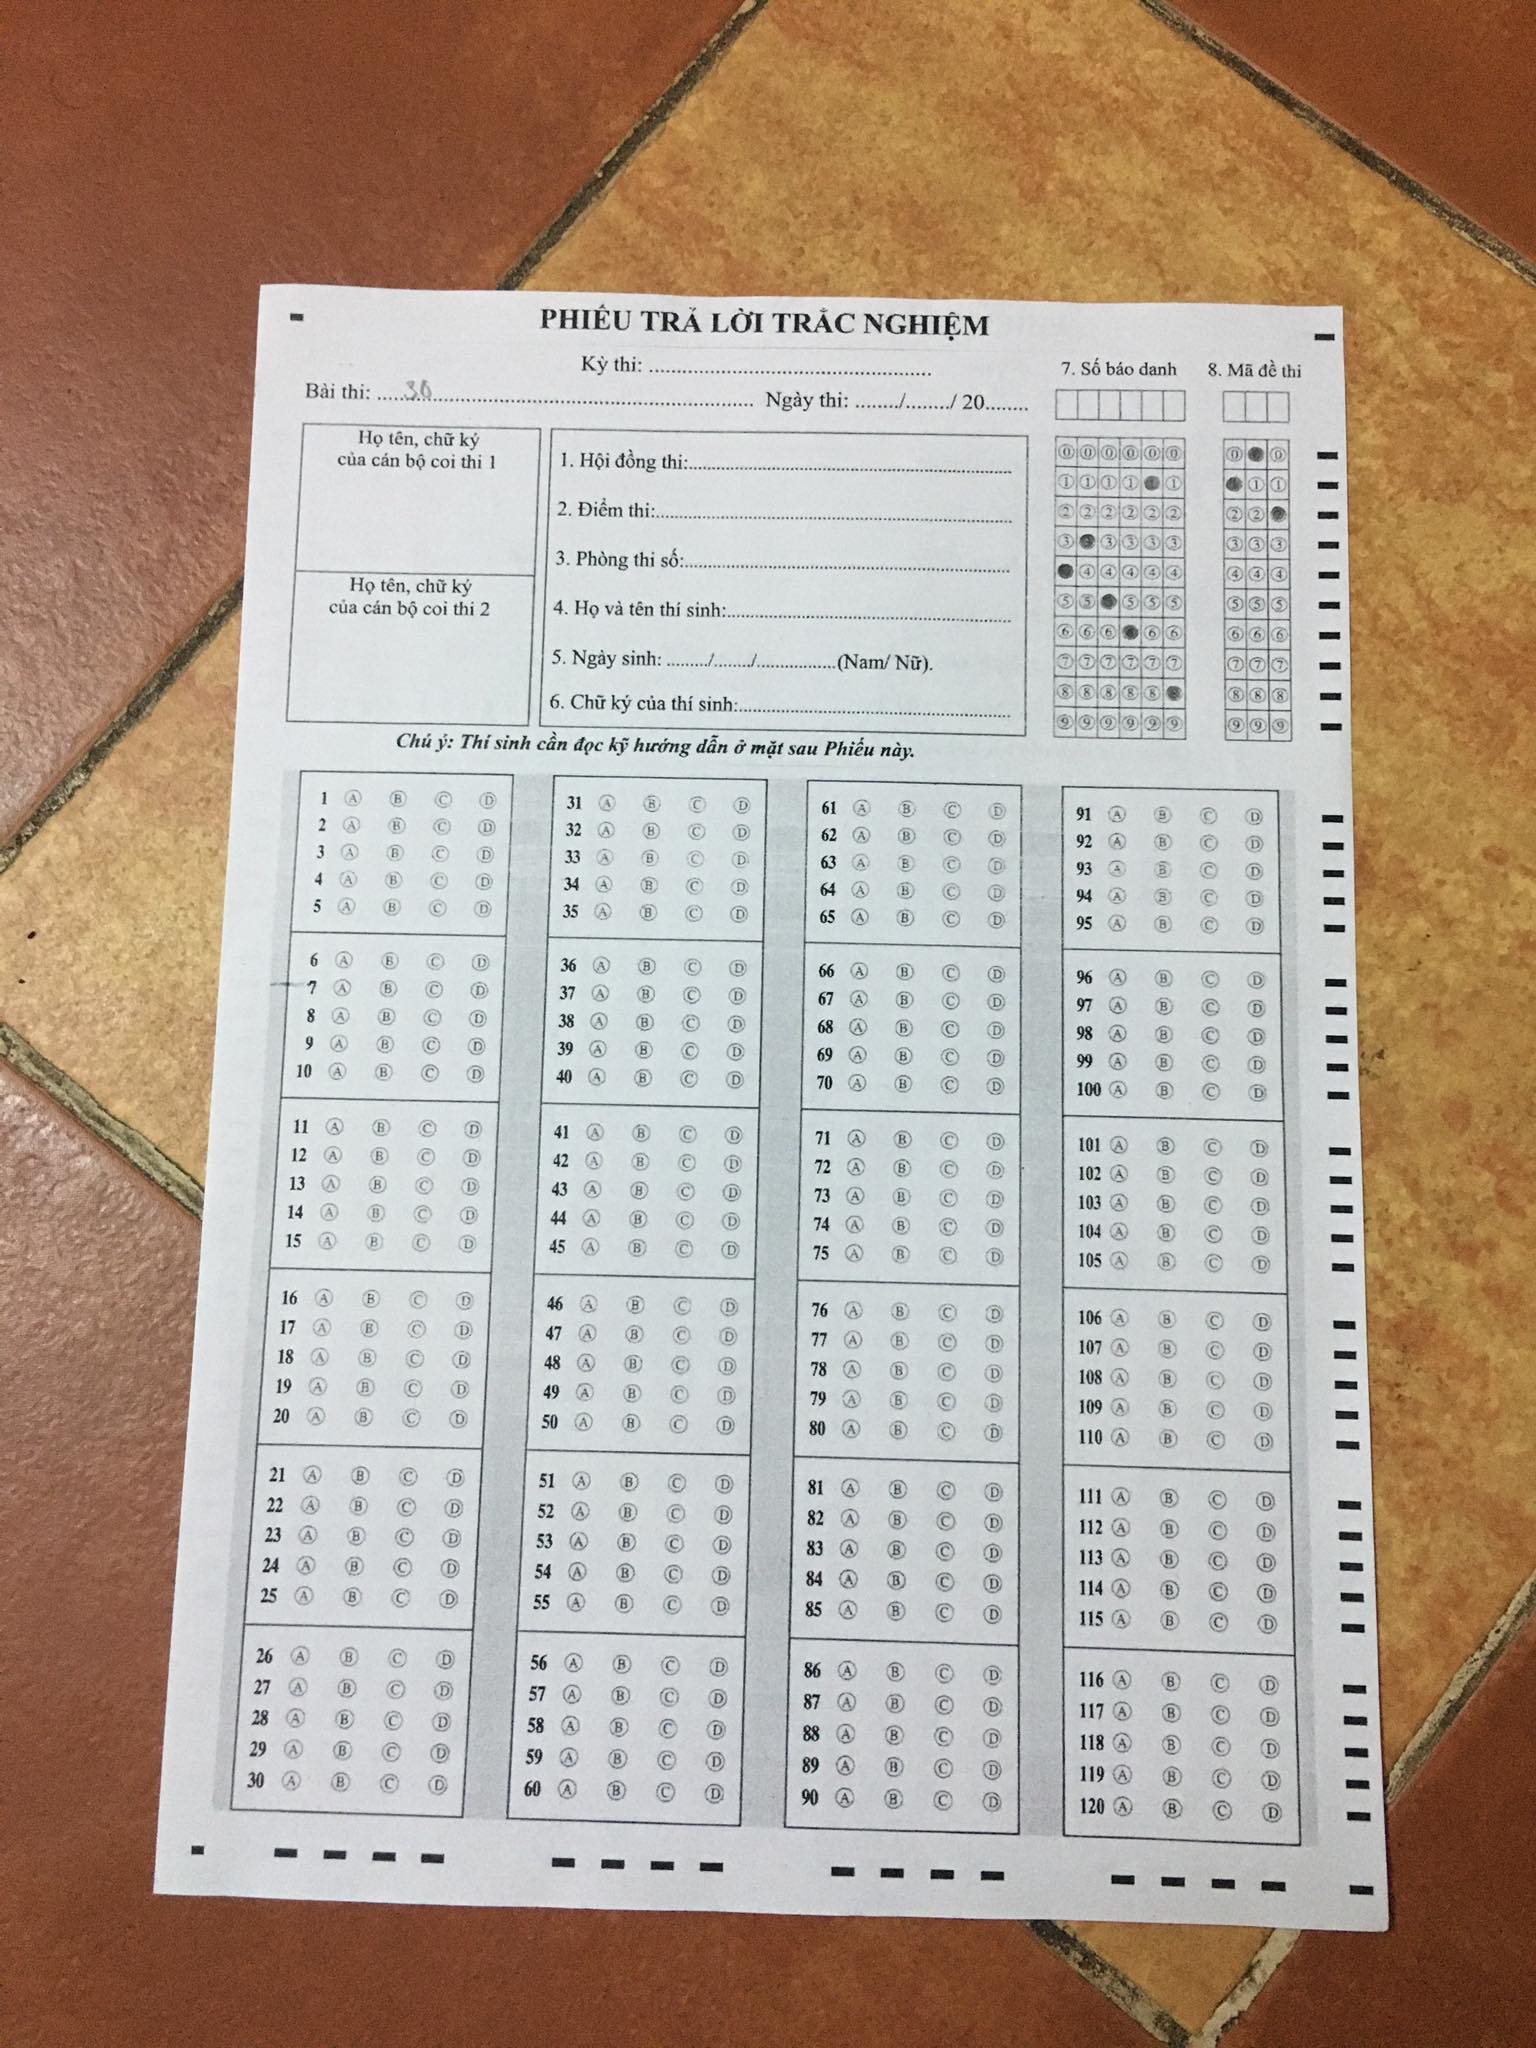 PHIẾU TRẢ LỜI TRẮC NGHIỆM
Kỳ thi: ................................................
Bài thi: ....30................................................ Ngày thi: ......../......../ 20........
7. Số báo danh 8. Mã đề thi
Họ tên, chữ ký
của cán bộ coi thi 1
Họ tên, chữ ký
của cán bộ coi thi 2
1. Hội đồng thi:................................................
2. Điểm thi:................................................
3. Phòng thi số:................................................
4. Họ và tên thí sinh:................................................
5. Ngày sinh: ......../......../................(Nam/ Nữ).
6. Chữ ký của thí sinh:................................................
0 0 0 0 0 0
1 1 1 1 1
2 2 2 2 2 2
3 3 3 3 3
4 4 4 4 4
5 5 5 5 5
6 6 6 6 6
7 7 7 7 7 7
8 8 8 8 8
9 9 9 9 9 9
0 0
1 1
2 2
3 3 3
4 4 4
5 5 5
6 6 6
7 7 7
8 8 8
9 9 9
Chú ý: Thí sinh cần đọc kỹ hướng dẫn ở mặt sau Phiếu này.
1 A B C D
2 A B C D
3 A B C D
4 A B C D
5 A B C D
6 A B C D
7 A B C D
8 A B C D
9 A B C D
10 A B C D
11 A B C D
12 A B C D
13 A B C D
14 A B C D
15 A B C D
16 A B C D
17 A B C D
18 A B C D
19 A B C D
20 A B C D
21 A B C D
22 A B C D
23 A B C D
24 A B C D
25 A B C D
26 A B C D
27 A B C D
28 A B C D
29 A B C D
30 A B C D
31 A B C D
32 A B C D
33 A B C D
34 A B C D
35 A B C D
36 A B C D
37 A B C D
38 A B C D
39 A B C D
40 A B C D
41 A B C D
42 A B C D
43 A B C D
44 A B C D
45 A B C D
46 A B C D
47 A B C D
48 A B C D
49 A B C D
50 A B C D
51 A B C D
52 A B C D
53 A B C D
54 A B C D
55 A B C D
56 A B C D
57 A B C D
58 A B C D
59 A B C D
60 A B C D
61 A B C D
62 A B C D
63 A B C D
64 A B C D
65 A B C D
66 A B C D
67 A B C D
68 A B C D
69 A B C D
70 A B C D
71 A B C D
72 A B C D
73 A B C D
74 A B C D
75 A B C D
76 A B C D
77 A B C D
78 A B C D
79 A B C D
80 A B C D
81 A B C D
82 A B C D
83 A B C D
84 A B C D
85 A B C D
86 A B C D
87 A B C D
88 A B C D
89 A B C D
90 A B C D
91 A B C D
92 A B C D
93 A B C D
94 A B C D
95 A B C D
96 A B C D
97 A B C D
98 A B C D
99 A B C D
100 A B C D
101 A B C D
102 A B C D
103 A B C D
104 A B C D
105 A B C D
106 A B C D
107 A B C D
108 A B C D
109 A B C D
110 A B C D
111 A B C D
112 A B C D
113 A B C D
114 A B C D
115 A B C D
116 A B C D
117 A B C D
118 A B C D
119 A B C D
120 A B C D